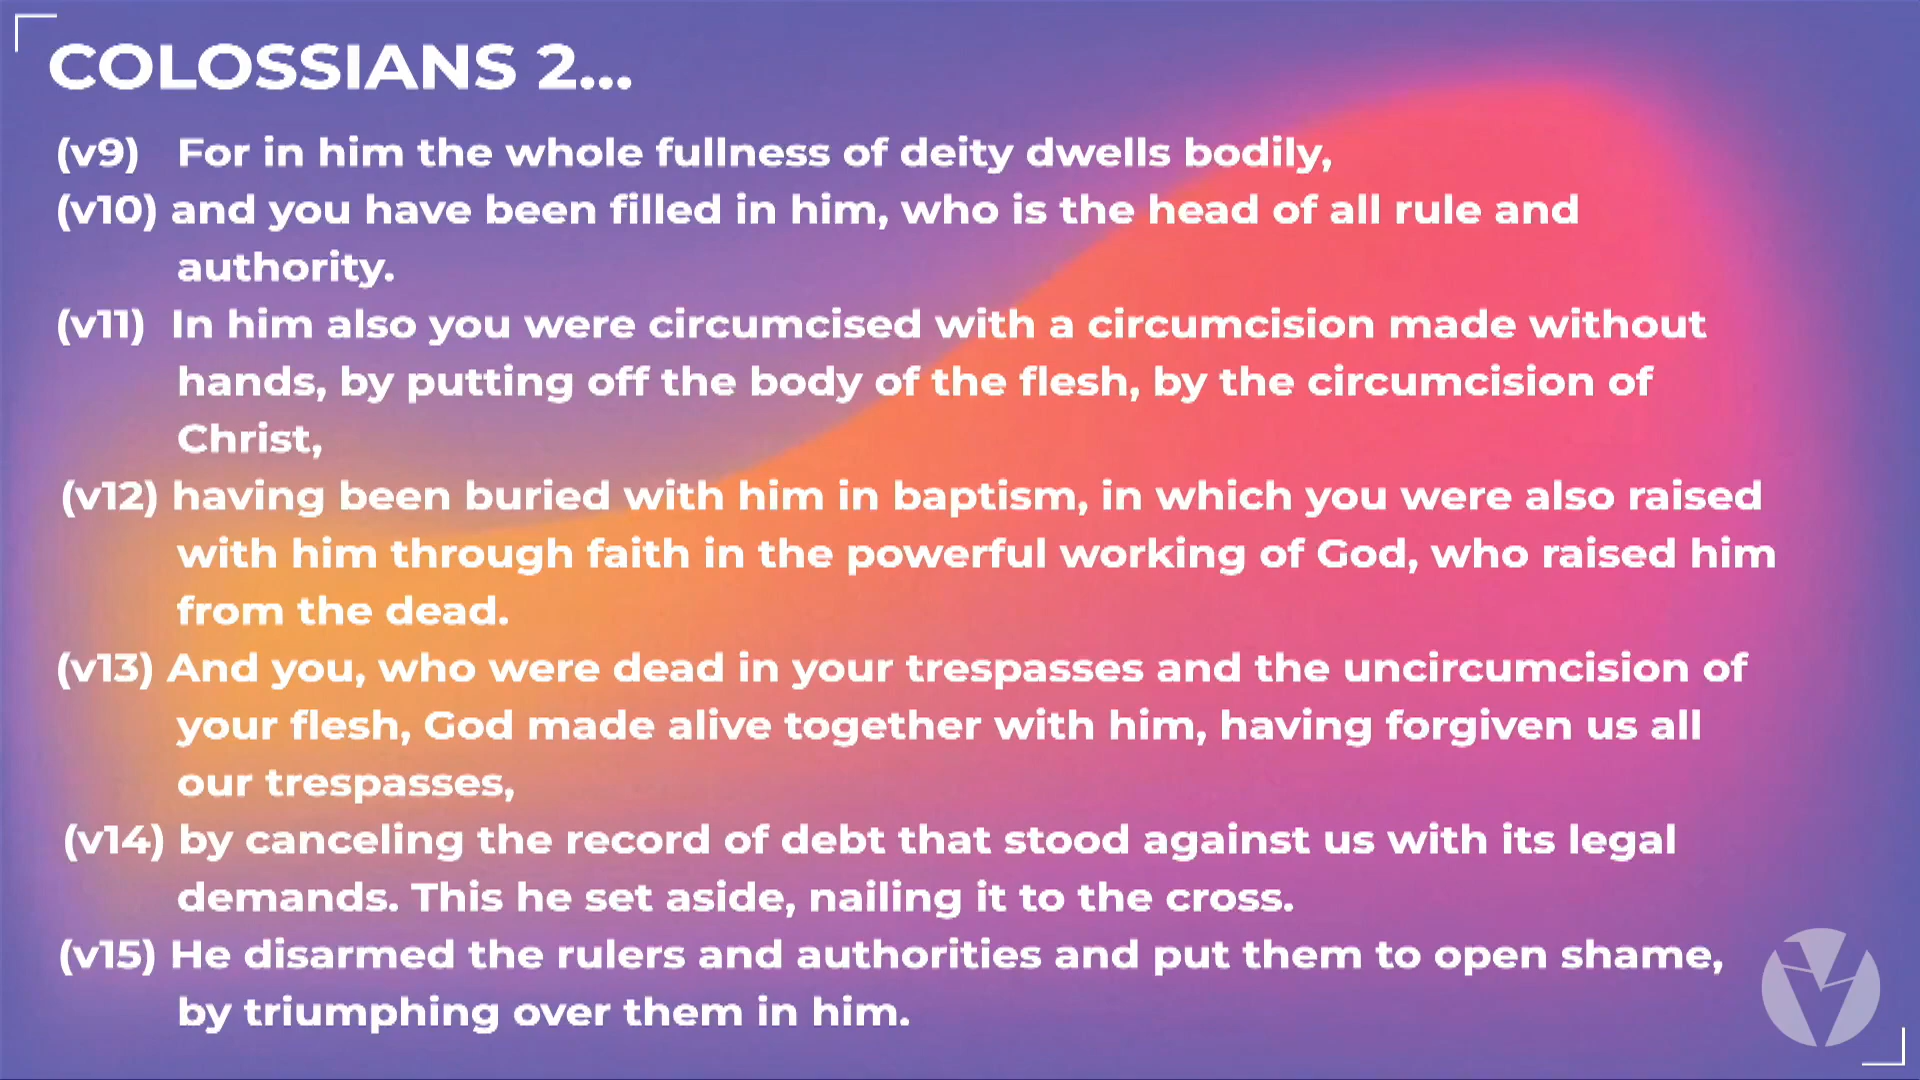 COLOSSIANS 2...
(v9) For in him the whole fullness of deity dwells bodily,
(v10) and you have been filled in him, who is the head of all rule and
authority.
(v11) In him also you were circumcised with a circumcision made without
hands, by putting off the body of the flesh, by the circumcision of
Christ,
(v12) having been buried with him in baptism, in which you were also raised
with him through faith in the powerful working of God, who raised him
from the dead.
(v13) And you, who were dead in your trespasses and the uncircumcision of
your flesh, God made alive together with him, having forgiven us all
our trespasses,
(v14) by canceling the record of debt that stood against us with its legal
demands. This he set aside, nailing it to the cross.
(v15) He disarmed the rulers and authorities and put them to open shame,
by triumphing over them in him.